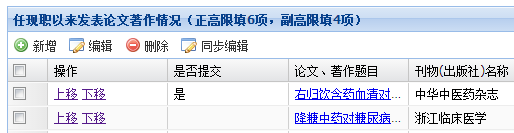 任现职以来发表论文著作情况（正高限填6项，副高限填4项）
新增 编辑 删除 同步编辑
操作 是否提交 论文、著作题目 刊物(出版社)名称
上移 下移 是 右归饮含药血清对... 中华中医药杂志
上移 下移 降糖中药对糖尿病... 浙江临床医学